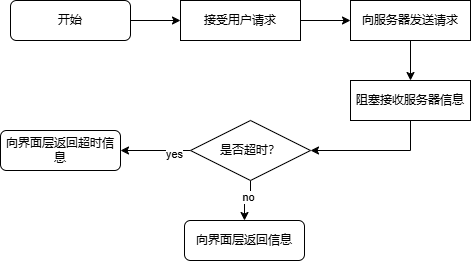 开始
接受用户请求
向服务器发送请求
阻塞接收服务器信息
是否超时？
yes
向界面层返回超时信
息
no
向界面层返回信息